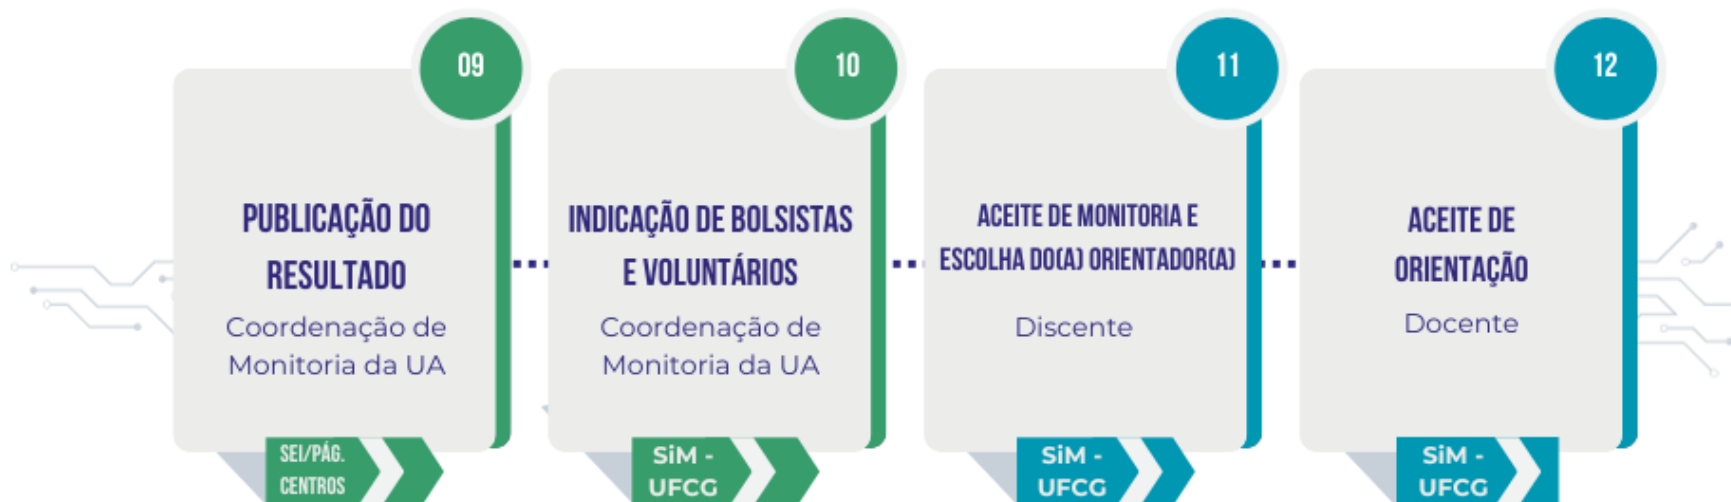 09
PUBLICAÇÃO DO
RESULTADO
Coordenação de
Monitoria da UA
SEI/PÁG.
CENTROS
10
INDICAÇÃO DE BOLSISTAS
E VOLUNTÁRIOS
Coordenação de
Monitoria da UA
SiM -
UFCG
11
ACEITE DE MONITORIA E
ESCOLHA DO(A) ORIENTADOR(A)
Discente
SiM -
UFCG
12
ACEITE DE
ORIENTAÇÃO
Docente
SiM -
UFCG